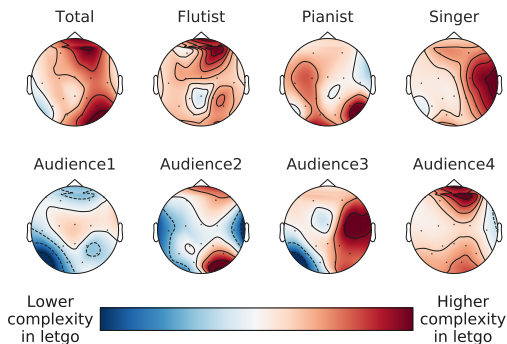 Total Flutist Pianist Singer
Audience1 Audience2 Audience3 Audience4
Lower
complexity
in letgo
Higher
complexity
in letgo